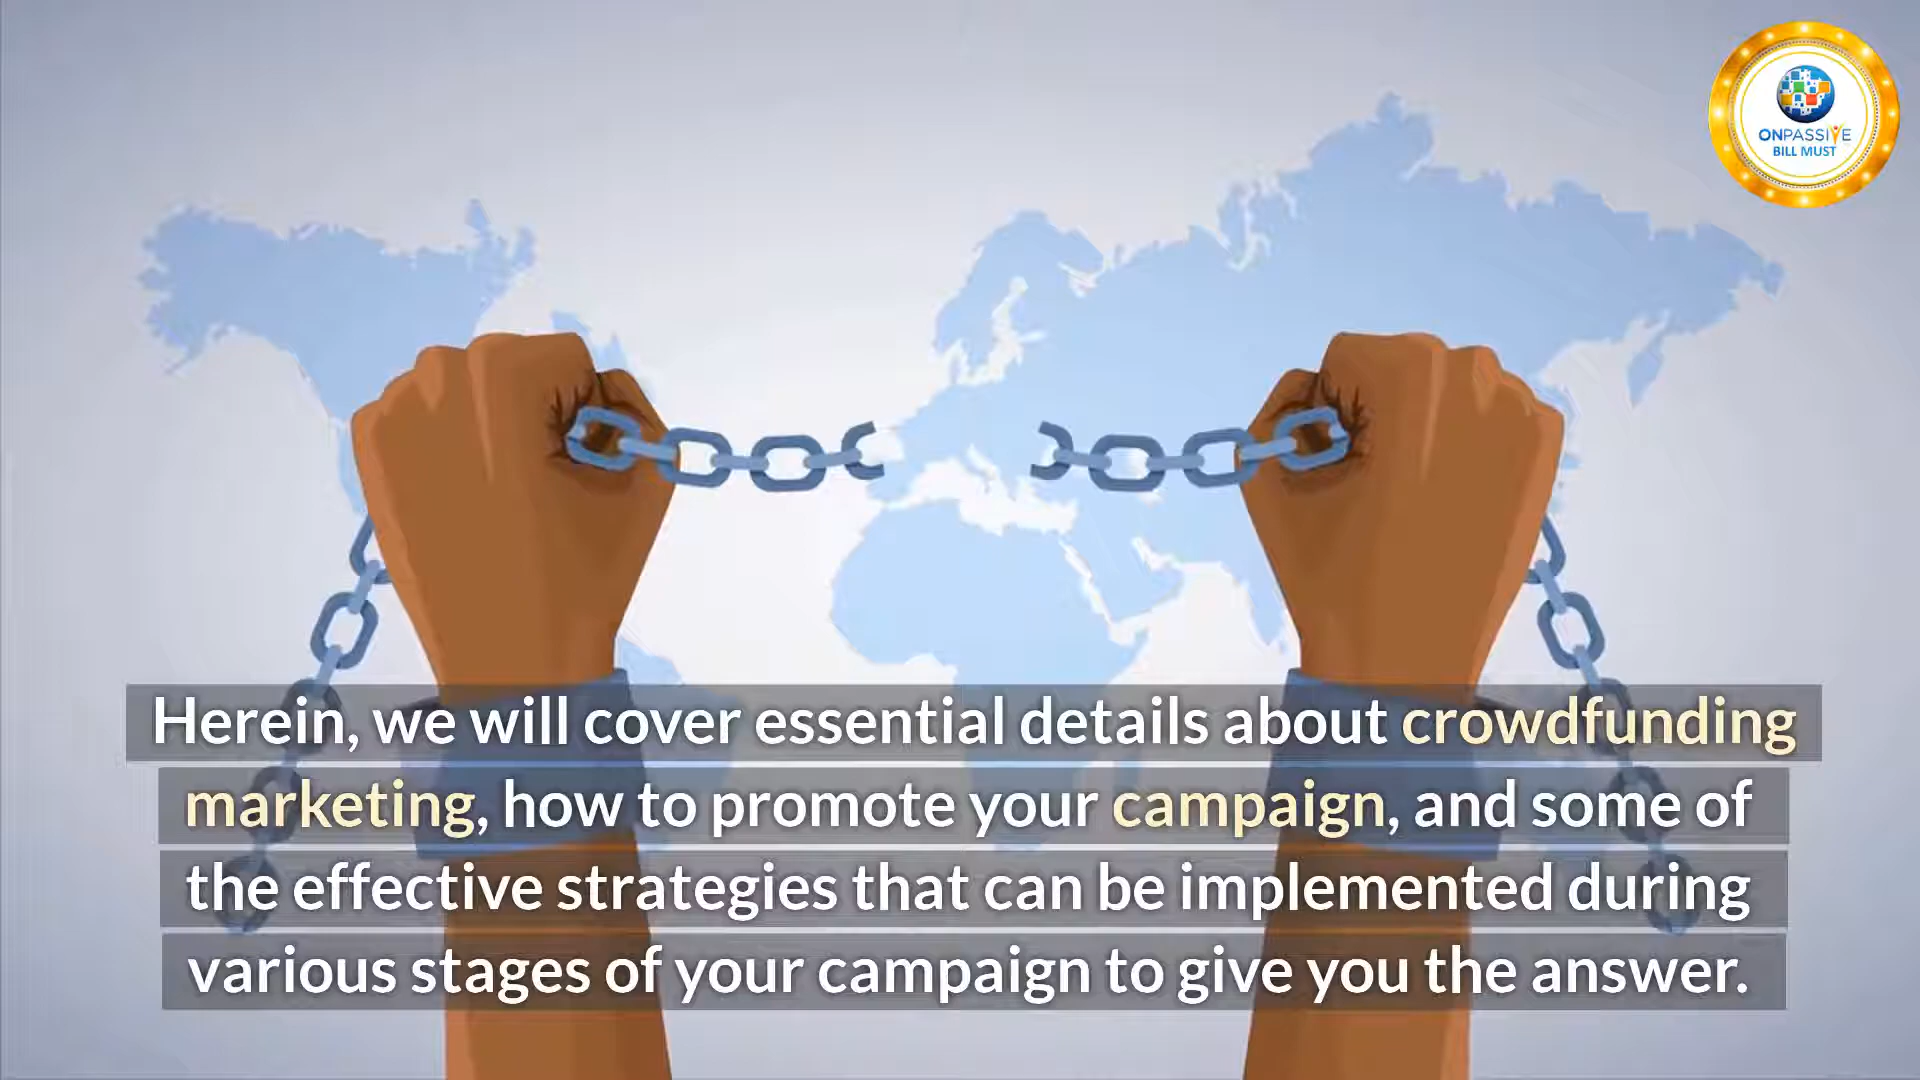 ONPASSIVE
BILL MUST
Herein, we will cover essential details about crowdfunding
marketing, how to promote your campaign, and some of
the effective strategies that can be implemented during
various stages of your campaign to give you the answer.